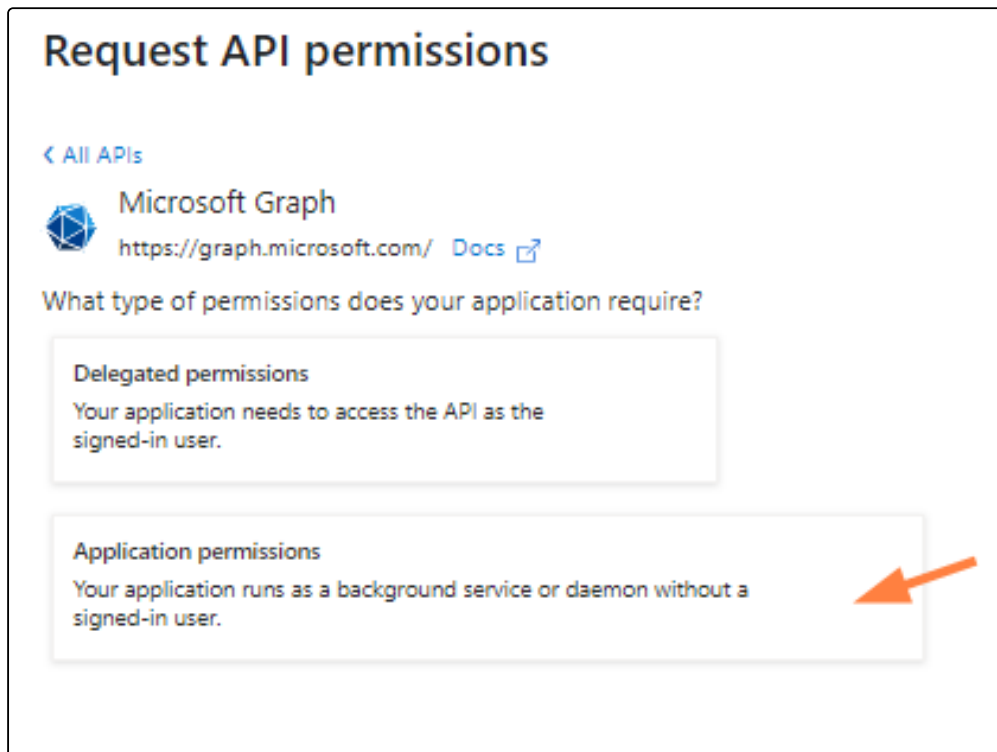 Request API permissions
All APIs
Microsoft Graph
https://graph.microsoft.com/ Docs
What type of permissions does your application require?
Delegated permissions
Your application needs to access the API as the
signed-in user.
Application permissions
Your application runs as a background service or daemon without a
signed-in user.